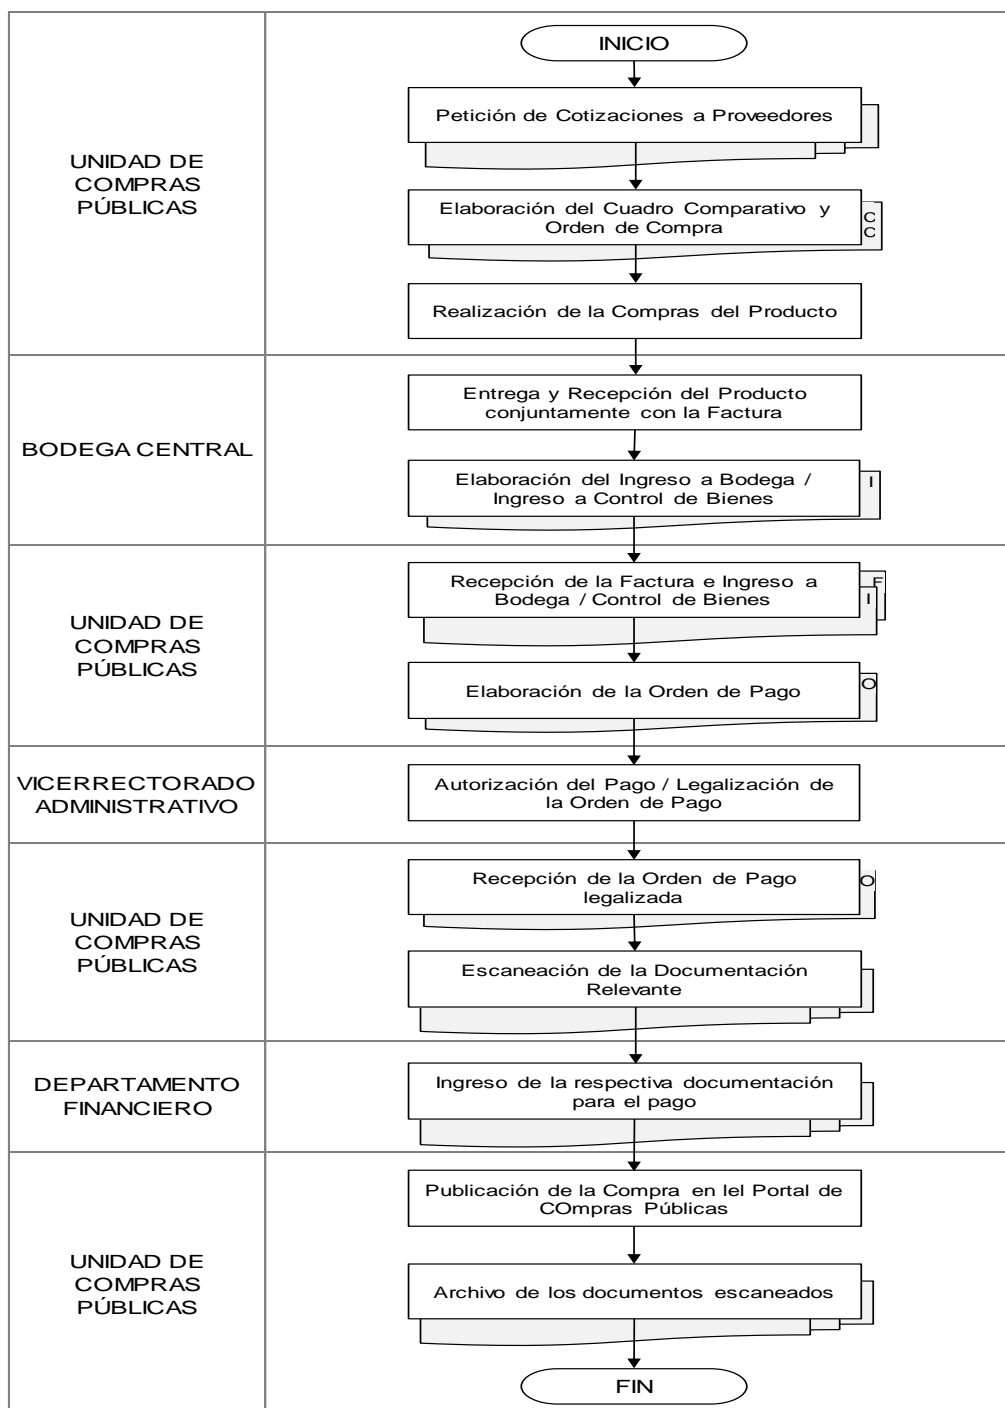 UNIDAD DE
COMPRAS
PÚBLICAS
INICIO
Petición de Cotizaciones a Proveedores
Elaboración del Cuadro Comparativo y
Orden de Compra
C
C
Realización de la Compras del Producto
BODEGA CENTRAL
Entrega y Recepción del Producto
conjuntamente con la Factura
Elaboración del Ingreso a Bodega /
Ingreso a Control de Bienes
I
UNIDAD DE
COMPRAS
PÚBLICAS
Recepción de la Factura e Ingreso a
Bodega / Control de Bienes
F
I
Elaboración de la Orden de Pago
O
VICERRECTORADO
ADMINISTRATIVO
Autorización del Pago / Legalización de
la Orden de Pago
UNIDAD DE
COMPRAS
PÚBLICAS
Recepción de la Orden de Pago
legalizada
O
Escaneación de la Documentación
Relevante
DEPARTAMENTO
FINANCIERO
Ingreso de la respectiva documentación
para el pago
UNIDAD DE
COMPRAS
PÚBLICAS
Publicación de la Compra en lel Portal de
COmpras Públicas
Archivo de los documentos escaneados
FIN